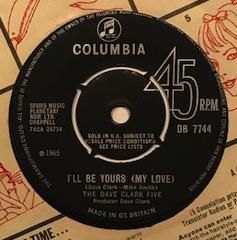 COLUMBIA
45
RPM
SPURS MUSIC
PLANETARY
NOM LTD.
CHAPPELL
7XCA 28714
SOLD IN U.K. SUBJECT TO
RESALE PRICE CONDITIONS,
SEE PRICE LISTS
DB 7744
℗1965
I'LL BE YOURS (MY LOVE)
(Dave Clark—Mike Smith)
THE DAVE CLARK FIVE
Producer Dave Clark
MADE IN GT. BRITAIN